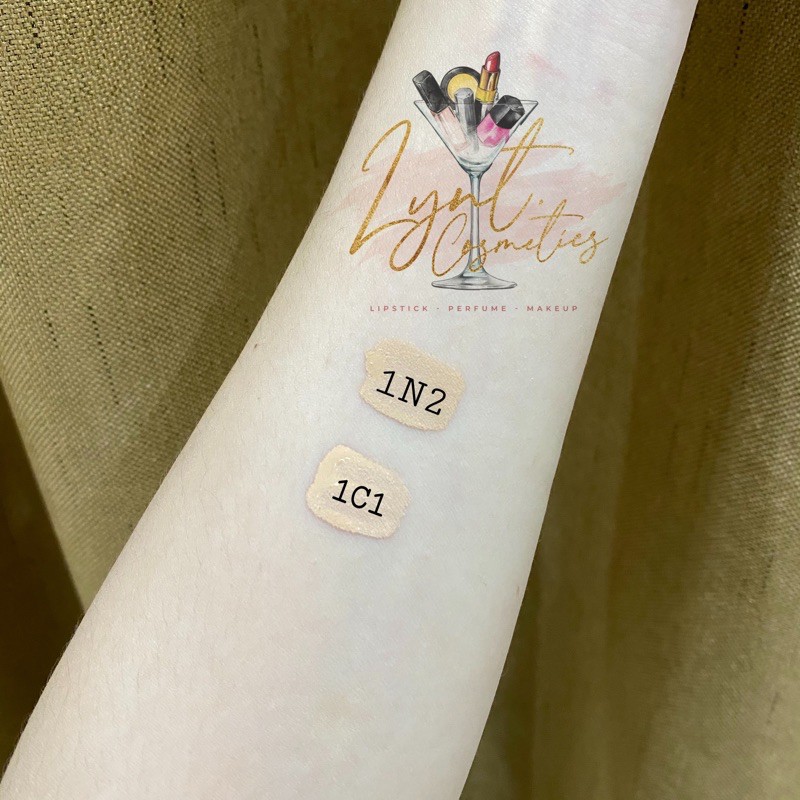 Lynt.
Cosmetics
LIPSTICK · PERFUME · MAKEUP
1N2
1C1